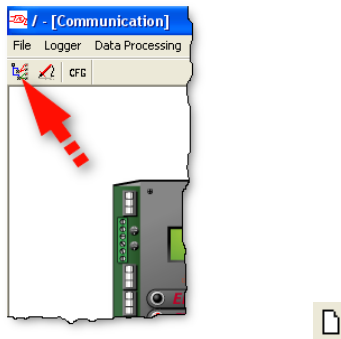 / - [Communication]
File Logger Data Processing
CFG
E